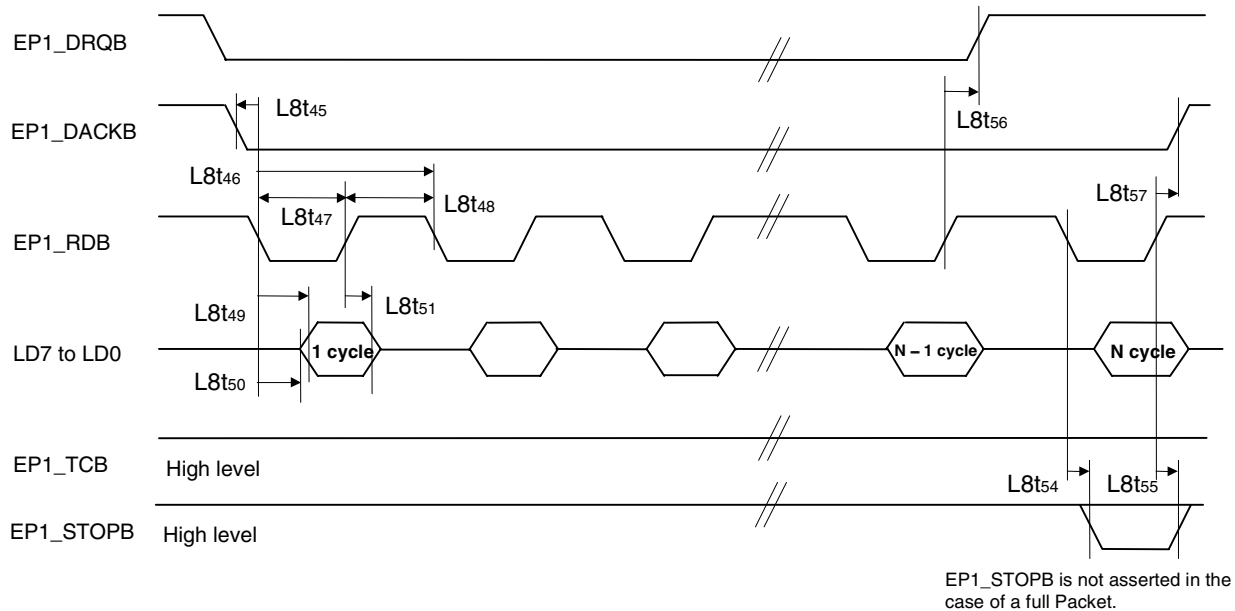 EP1_DRQB
L8t56
EP1_DACKB
L8t45
L8t46
L8t47
L8t48
L8t57
EP1_RDB
L8t49
L8t51
LD7 to LD0
1 cycle
N – 1 cycle
N cycle
L8t50
EP1_TCB
High level
L8t54
L8t55
EP1_STOPB
High level
EP1_STOPB is not asserted in the
case of a full Packet.